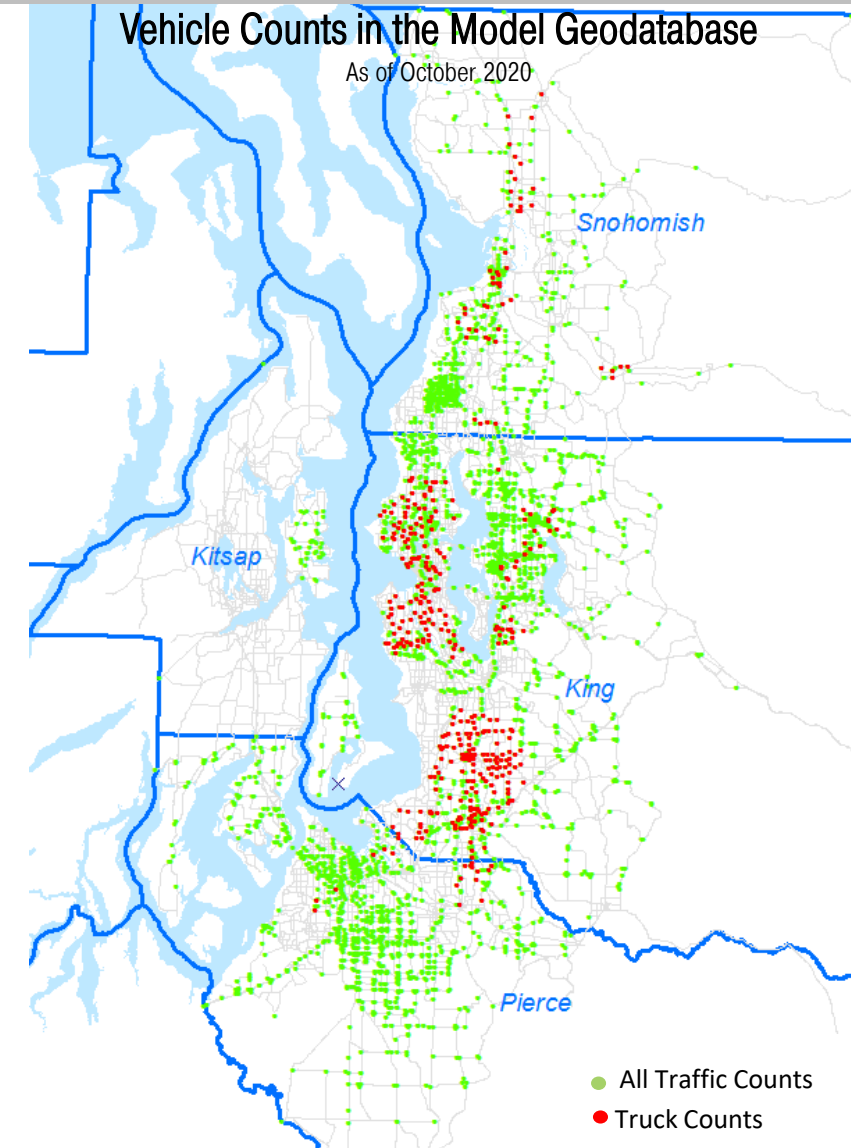 Vehicle Counts in the Model Geodatabase
As of October 2020
Snohomish
Kitsap
King
Pierce
All Traffic Counts
Truck Counts